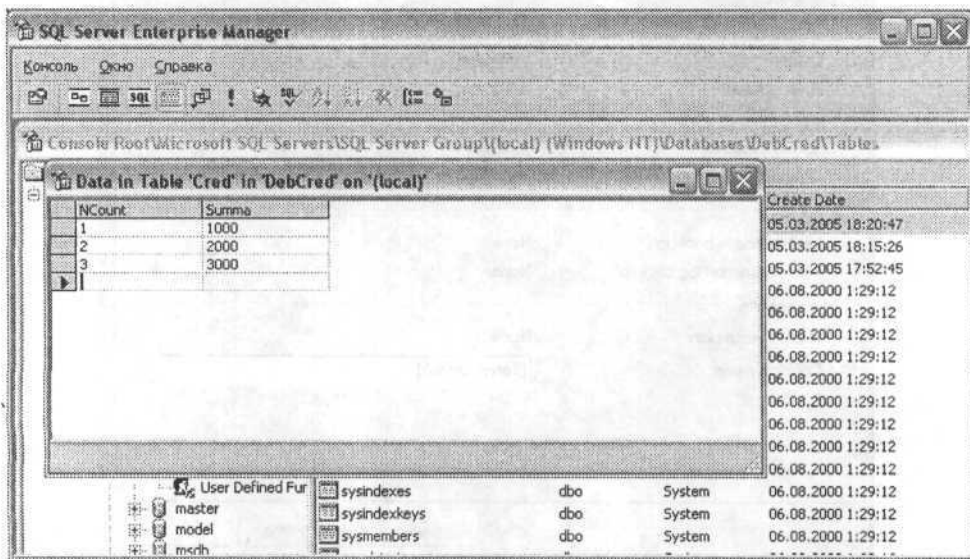 SQL Server Enterprise Manager
Консоль Окно Справка
SQL
Console Root\Microsoft SQL Servers\SQL Server Group\(local) (Windows NT)\Databases\DebCred\Tables
Data in Table 'Cred' in 'DebCred' on '(local)'
Create Date
NCount Summa
1 1000
2 2000
3 3000
05.03.2005 18:20:47
05.03.2005 18:15:26
05.03.2005 17:52:45
06.08.2000 1:29:12
06.08.2000 1:29:12
06.08.2000 1:29:12
06.08.2000 1:29:12
06.08.2000 1:29:12
06.08.2000 1:29:12
06.08.2000 1:29:12
06.08.2000 1:29:12
06.08.2000 1:29:12
User Defined Fur
sysindexes dbo System 06.08.2000 1:29:12
master
sysindexkeys dbo System 06.08.2000 1:29:12
model
sysmembers dbo System 06.08.2000 1:29:12
msdb